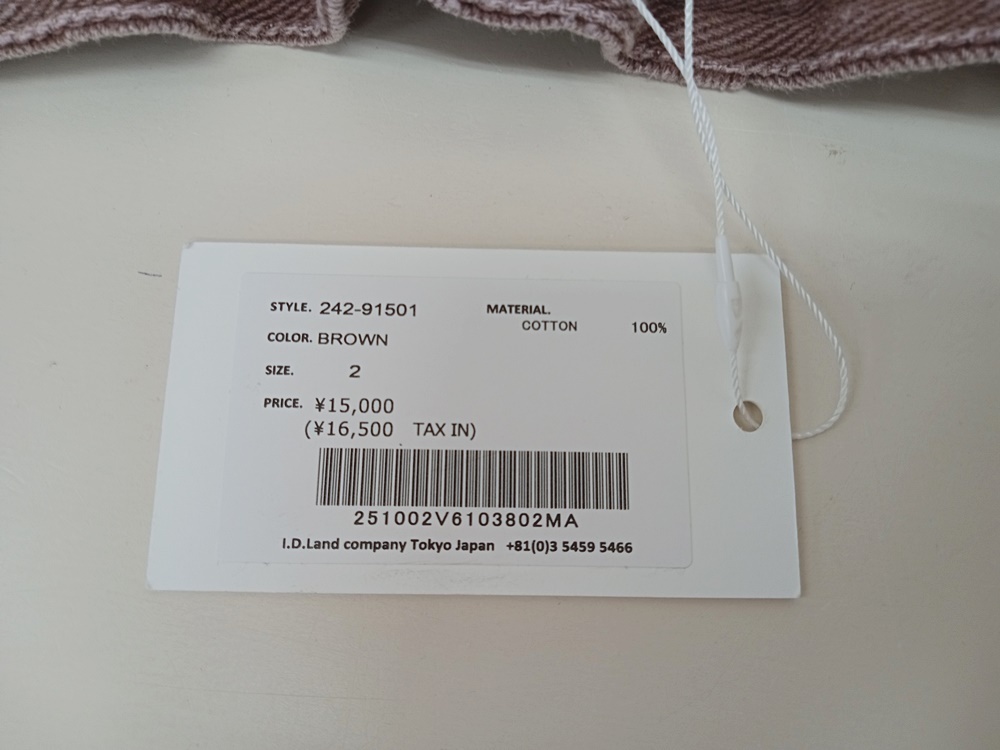 STYLE. 242-91501
MATERIAL.
COTTON 100%
COLOR. BROWN
SIZE. 2
PRICE. ¥15,000
(¥16,500 TAX IN)
251002V6103802MA
I.D.Land company Tokyo Japan +81(0)3 5459 5466